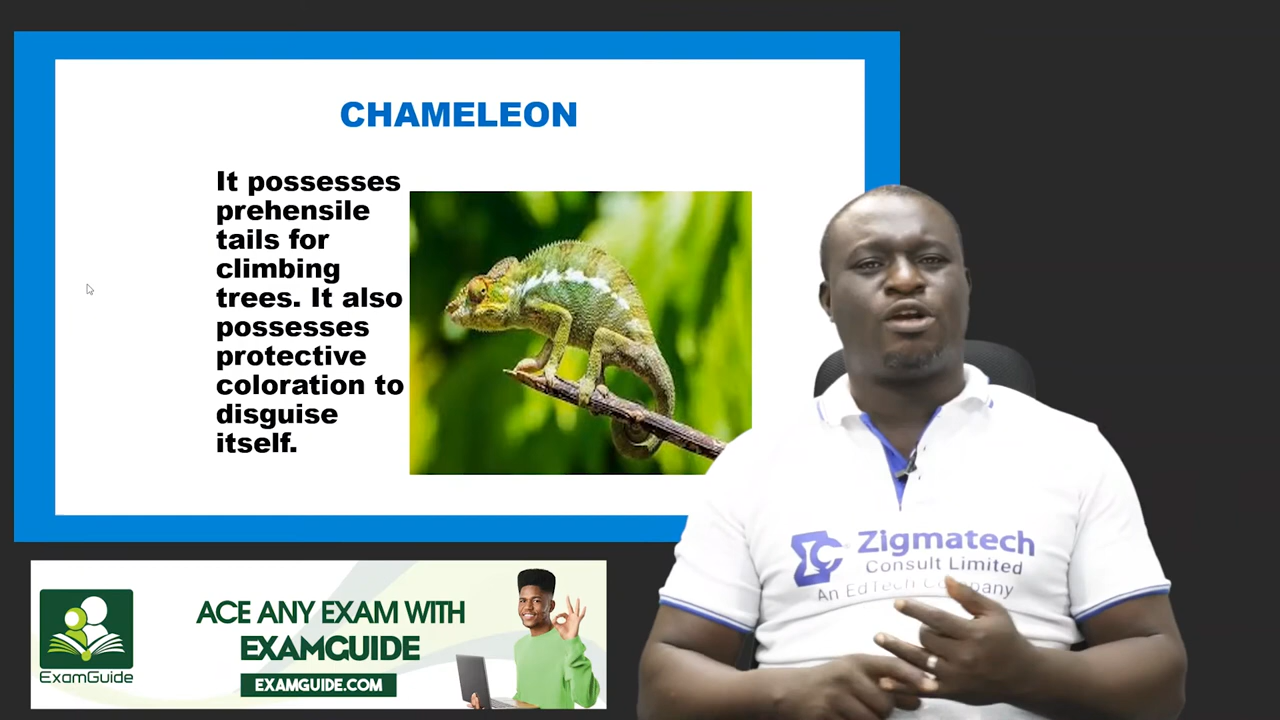 CHAMELEON
It possesses
prehensile
tails for
climbing
trees. It also
possesses
protective
coloration to
disguise
itself.
Zigmatech
Consult Limited
An EdTech Company
ACE ANY EXAM WITH
EXAMGUIDE
EXAMGUIDE.COM
ExamGuide